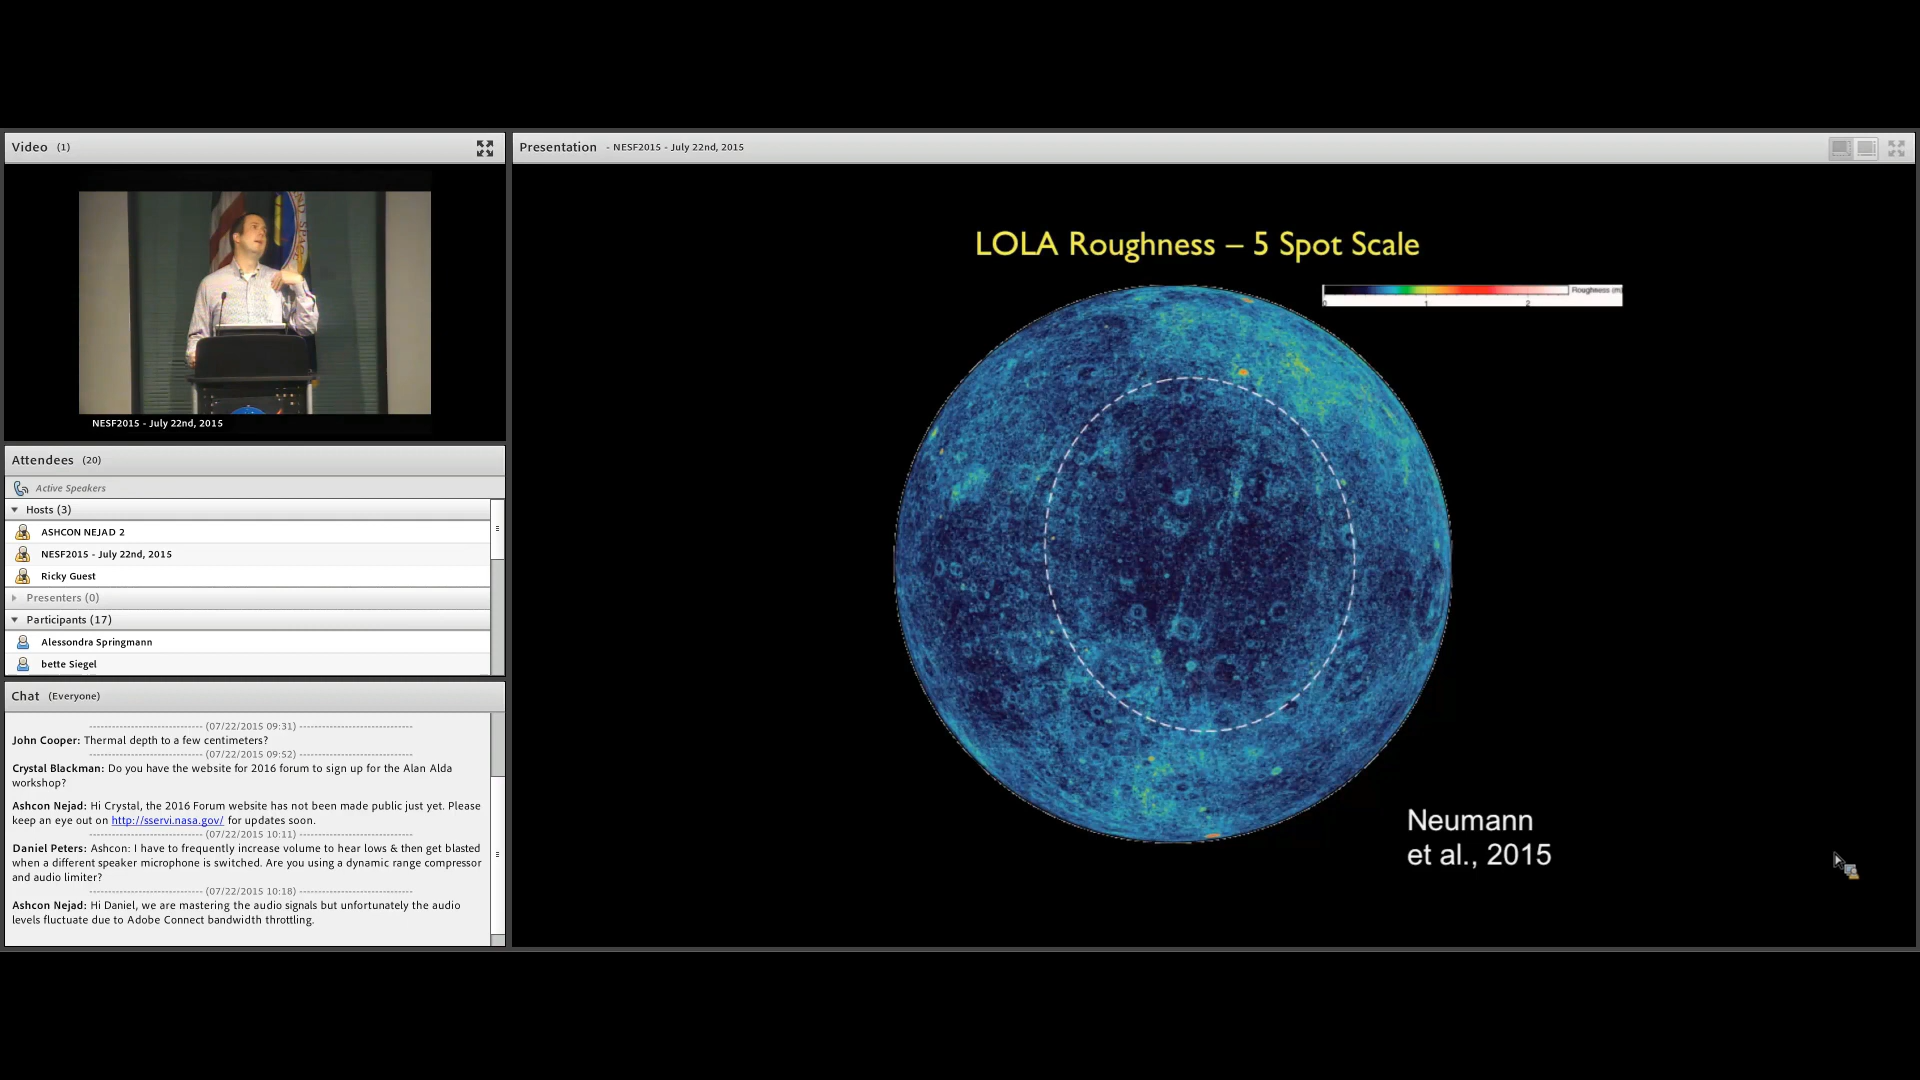 Video (1)
NESF2015 - July 22nd, 2015
Attendees (20)
Active Speakers
Hosts (3)
ASHCON NEJAD 2
NESF2015 - July 22nd, 2015
Ricky Guest
Presenters (0)
Participants (17)
Alessondra Springmann
bette Siegel
Chat (Everyone)
---------------------------- (07/22/2015 09:31) ----------------------------
John Cooper: Thermal depth to a few centimeters?
---------------------------- (07/22/2015 09:52) ----------------------------
Crystal Blackman: Do you have the website for 2016 forum to sign up for the Alan Alda
workshop?
Ashcon Nejad: Hi Crystal, the 2016 Forum website has not been made public just yet. Please
keep an eye out on http://sservi.nasa.gov/ for updates soon.
---------------------------- (07/22/2015 10:11) ----------------------------
Daniel Peters: Ashcon: I have to frequently increase volume to hear lows & then get blasted
when a different speaker microphone is switched. Are you using a dynamic range compressor
and audio limiter?
---------------------------- (07/22/2015 10:18) ----------------------------
Ashcon Nejad: Hi Daniel, we are mastering the audio signals but unfortunately the audio
levels fluctuate due to Adobe Connect bandwidth throttling.
Presentation - NESF2015 - July 22nd, 2015
LOLA Roughness – 5 Spot Scale
Roughness (m)
0 1 2
Neumann
et al., 2015